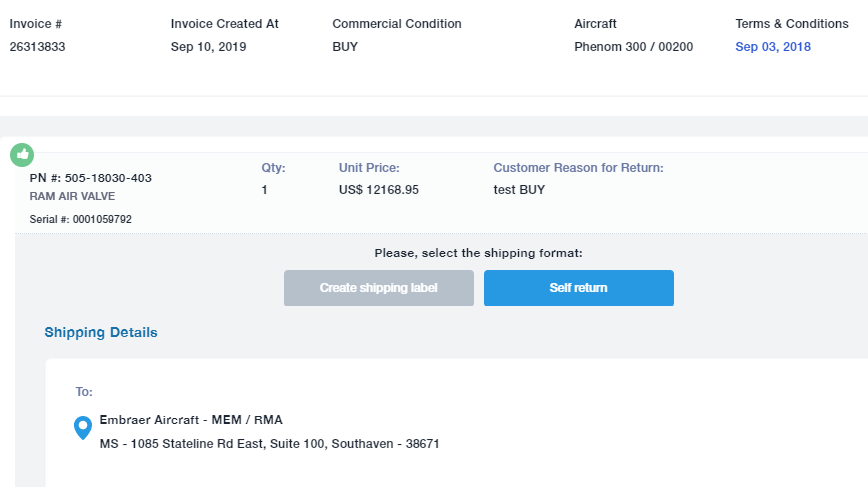 Invoice # Invoice Created At Commercial Condition Aircraft Terms & Conditions
26313833 Sep 10, 2019 BUY Phenom 300 / 00200 Sep 03, 2018
PN #: 505-18030-403 Qty: Unit Price: Customer Reason for Return:
RAM AIR VALVE 1 US$ 12168.95 test BUY
Serial #: 0001059792
Please, select the shipping format:
Create shipping label Self return
Shipping Details
To:
Embraer Aircraft - MEM / RMA
MS - 1085 Stateline Rd East, Suite 100, Southaven - 38671